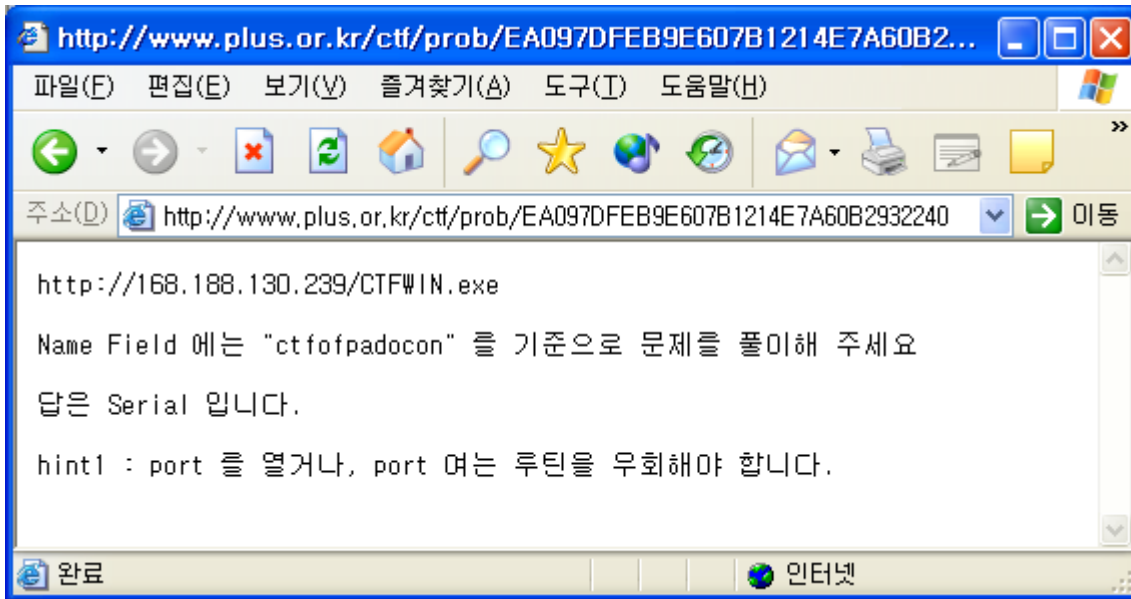 http://www.plus.or.kr/ctf/prob/EA097DFEB9E607B1214E7A60B2...
파일(F) 편집(E) 보기(V) 즐겨찾기(A) 도구(T) 도움말(H)
주소(D) http://www.plus.or.kr/ctf/prob/EA097DFEB9E607B1214E7A60B2932240 이동
http://168.188.130.239/CTFWIN.exe
Name Field 에는 "ctfofpadocon" 를 기준으로 문제를 풀이해 주세요
답은 Serial 입니다.
hint1 : port 를 열거나, port 여는 루틴을 우회해야 합니다.
완료 인터넷